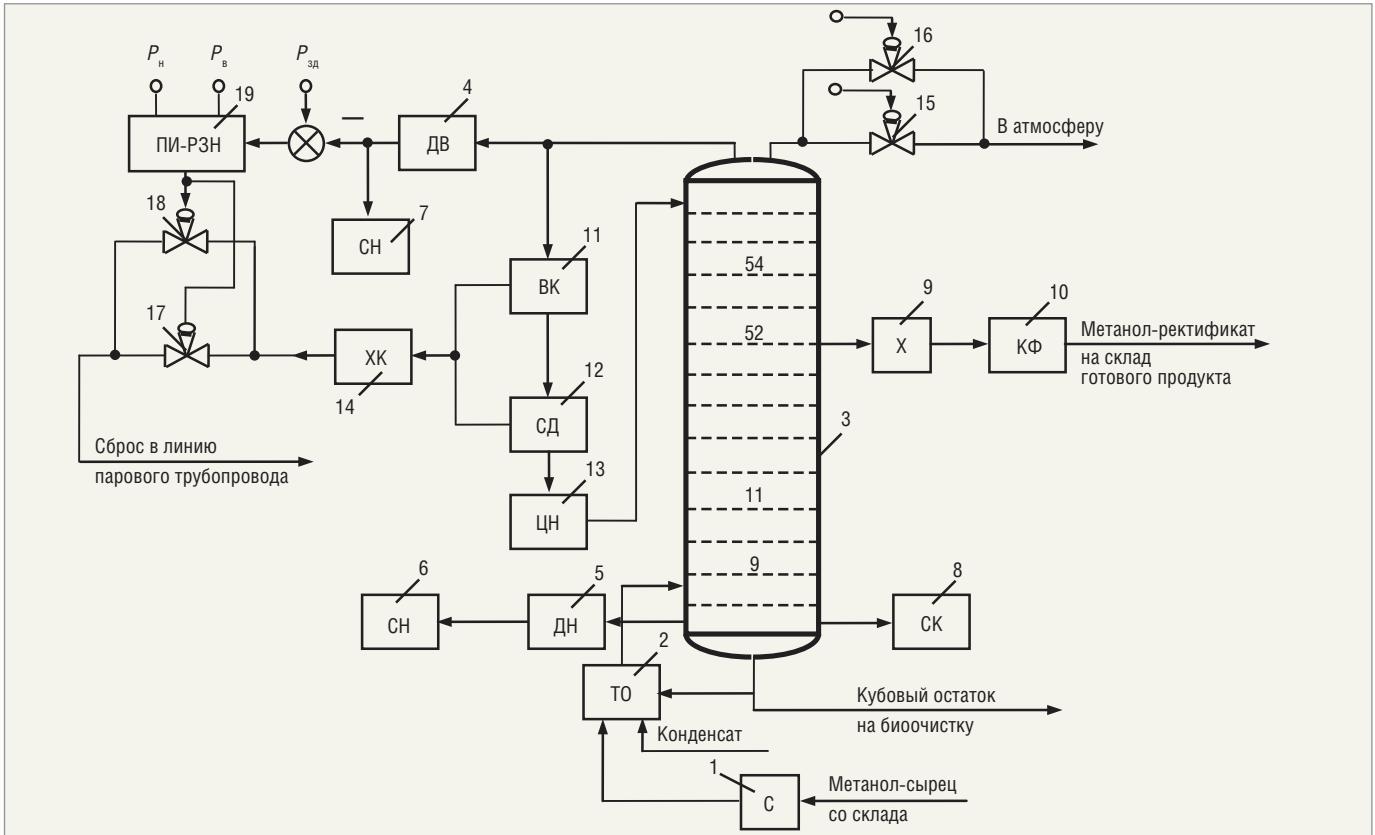 Pн
Pв
Pзд
19
ПИ-РЗН
—
4
ДВ
16
15
В атмосферу
18
7
СН
11
ВК
54
52
9
Х
10
КФ
Метанол-ректификат
на склад
готового продукта
17
ХК
14
12
СД
3
Сброс в линию
парового трубопровода
13
ЦН
11
9
6
СН
5
ДН
8
СК
2
ТО
Кубовый остаток
на биоочистку
Конденсат
1
С
Метанол-сырец
со склада